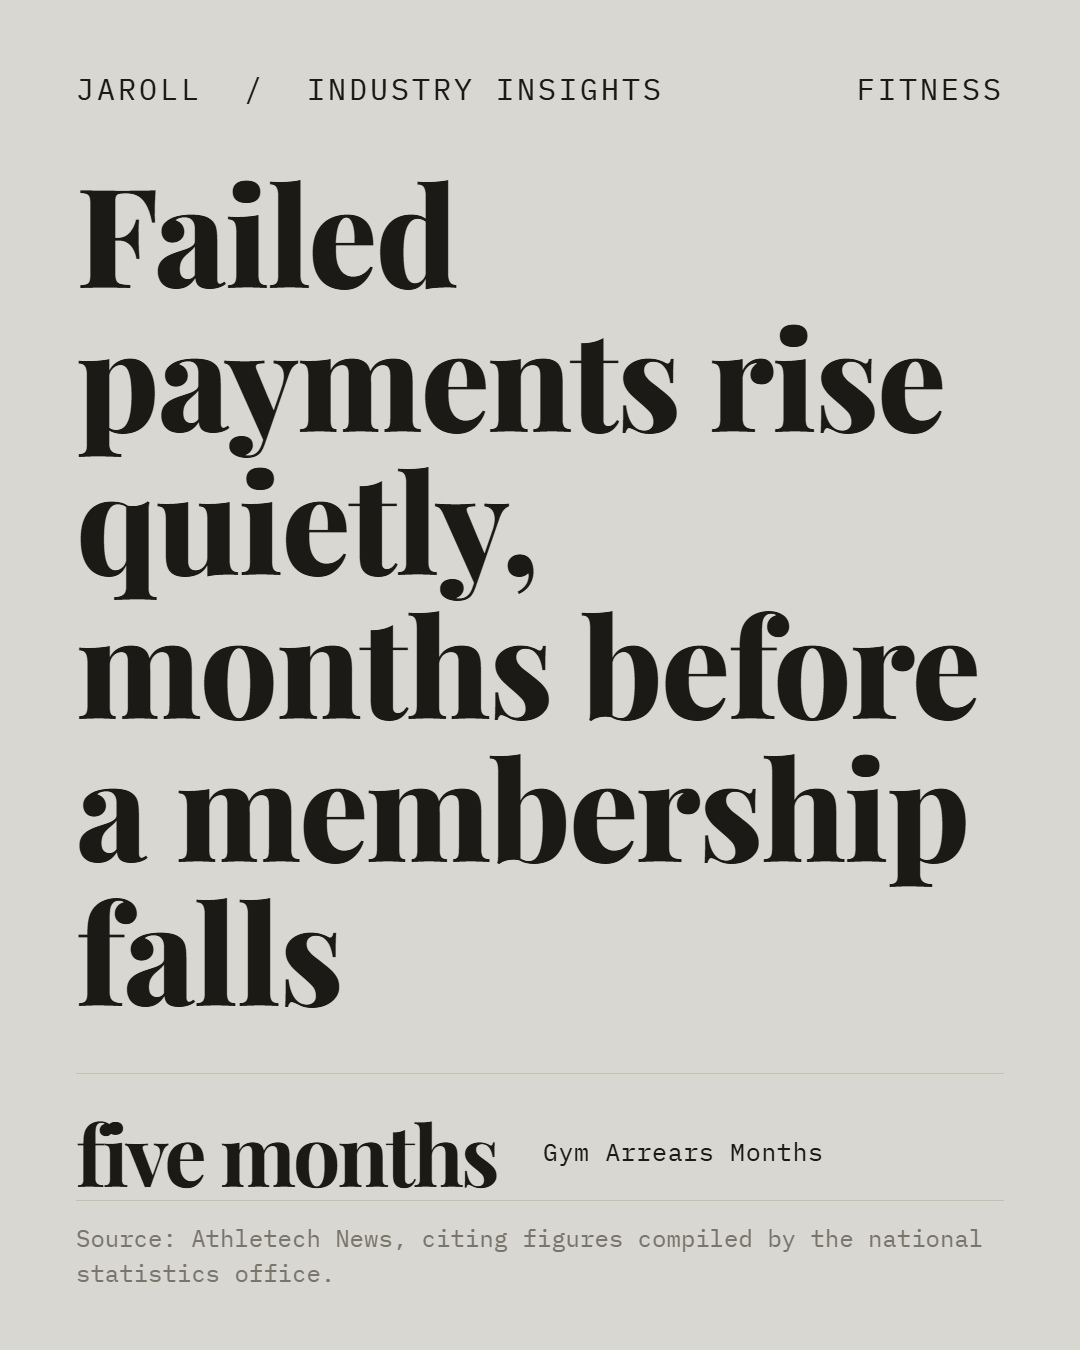 JAROLL / INDUSTRY INSIGHTS FITNESS
Failed
payments rise
quietly,
months before
a membership
falls
five months Gym Arrears Months
Source: Athletech News, citing figures compiled by the national
statistics office.